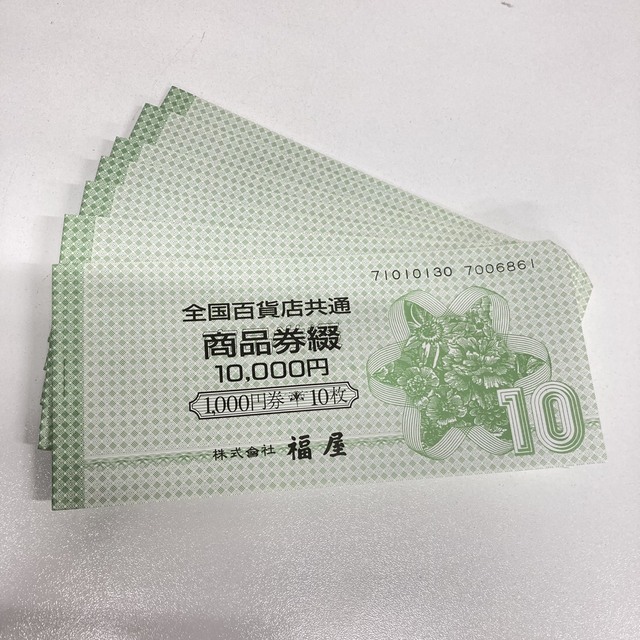 71010130 7006861
全国百貨店共通
商品券綴
10,000円
1,000円券 10枚
株式會社 福屋
10